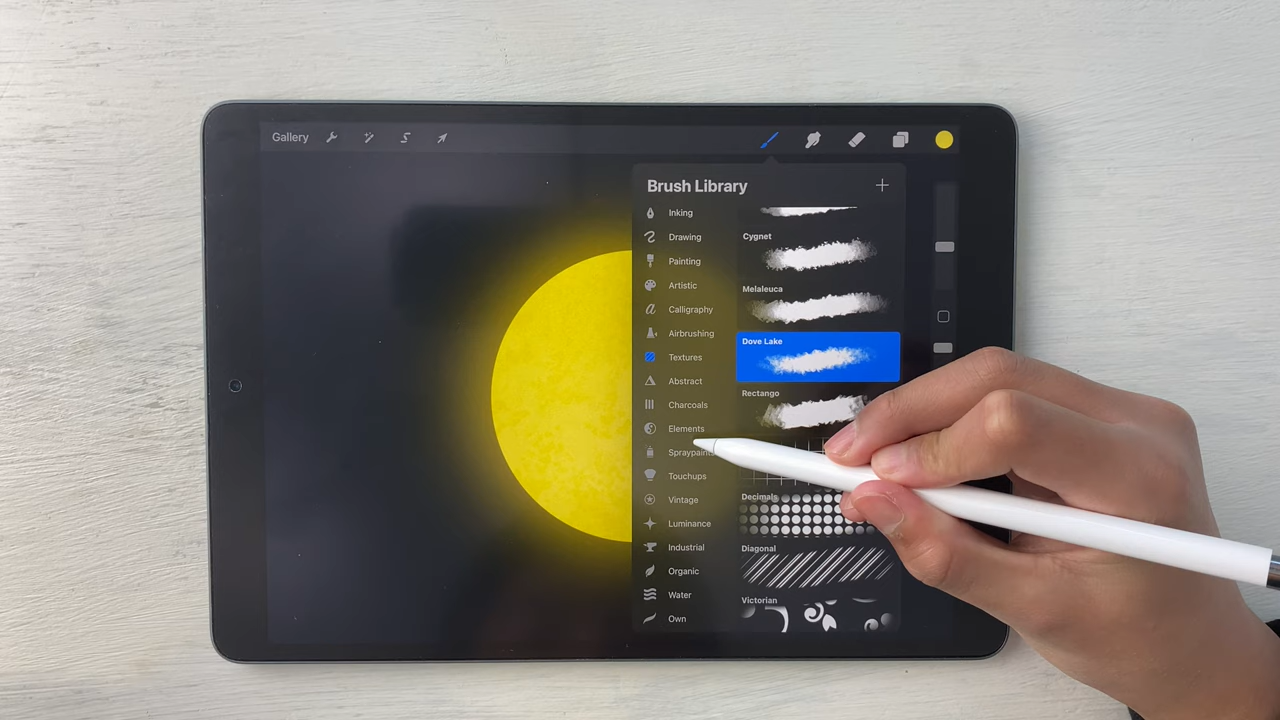 Gallery
Brush Library
Inking
Drawing
Painting
Artistic
Calligraphy
Airbrushing
Textures
Abstract
Charcoals
Elements
Spraypaints
Touchups
Vintage
Luminance
Industrial
Organic
Water
Own
Cygnet
Melaleuca
Dove Lake
Rectango
Decimals
Diagonal
Victorian